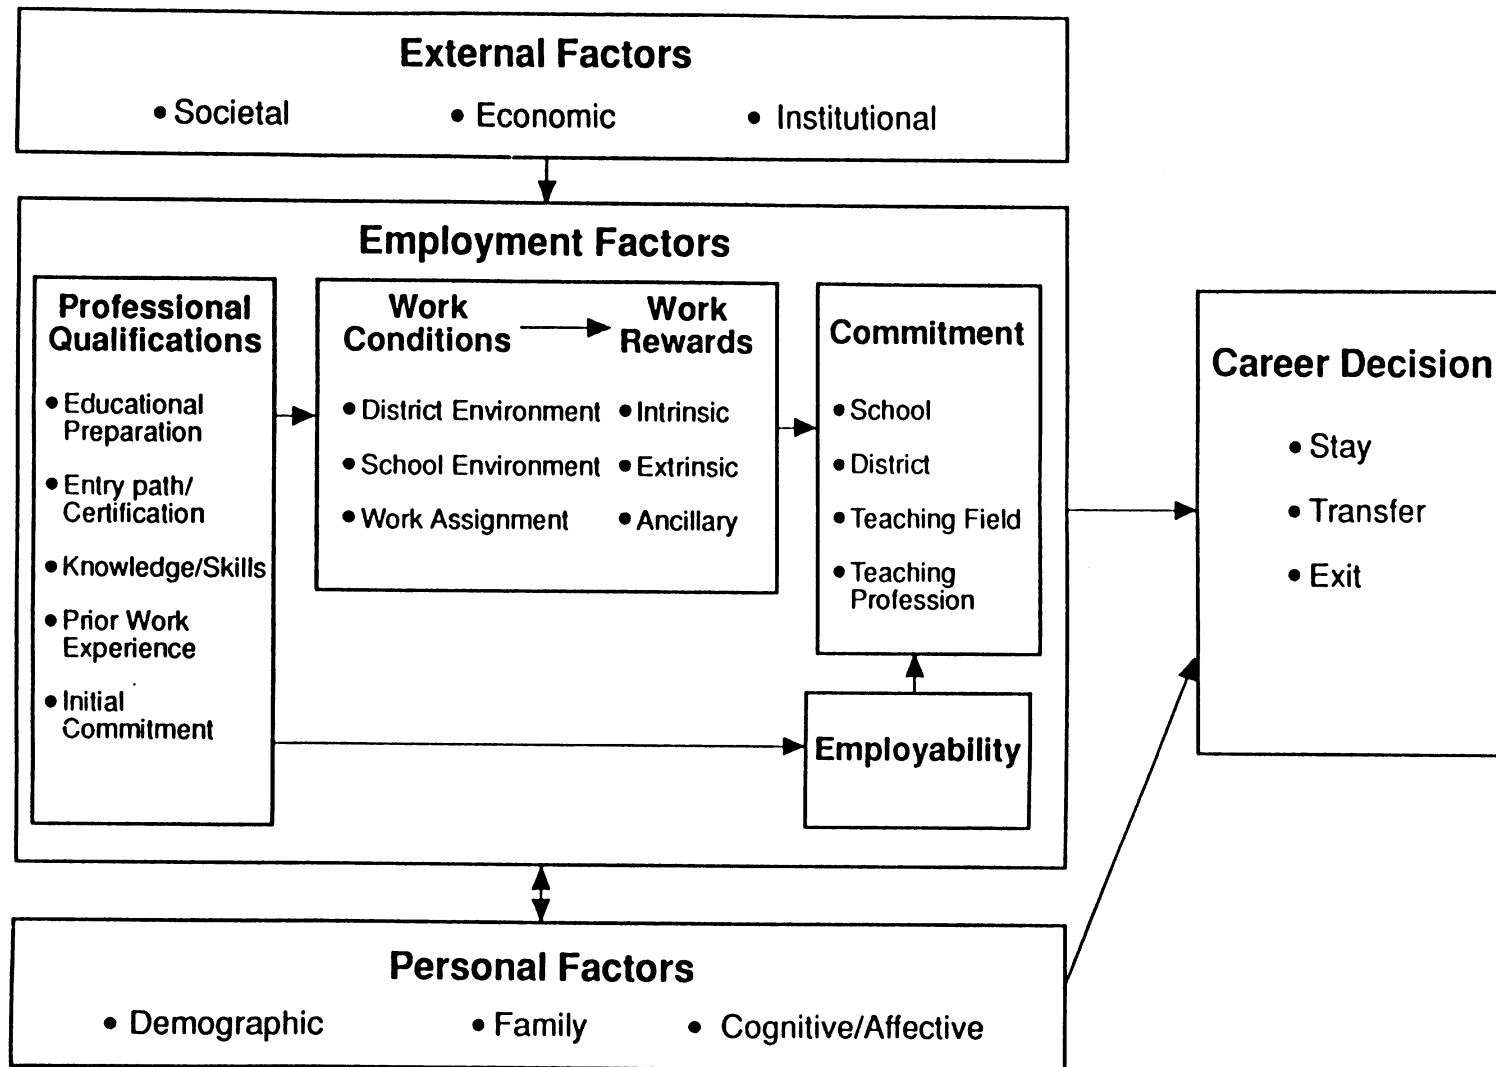 External Factors
• Societal • Economic • Institutional
Employment Factors
Professional
Qualifications
• Educational
Preparation
• Entry path/
Certification
• Knowledge/Skills
• Prior Work
Experience
• Initial
Commitment
Work
Conditions
• District Environment
• School Environment
• Work Assignment
Work
Rewards
• Intrinsic
• Extrinsic
• Ancillary
Commitment
• School
• District
• Teaching Field
• Teaching
Profession
Employability
Career Decision
• Stay
• Transfer
• Exit
Personal Factors
• Demographic • Family • Cognitive/Affective